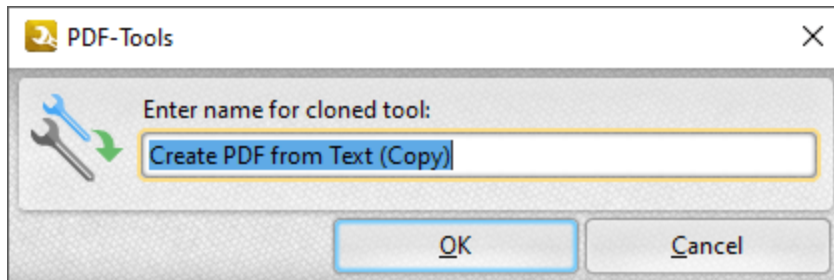 PDF-Tools
Enter name for cloned tool:
Create PDF from Text (Copy)
OK
Cancel